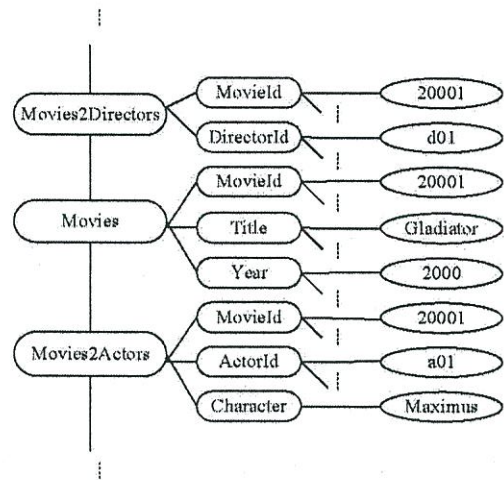 Movies2Directors
MovieId
20001
DirectorId
d01
Movies
MovieId
20001
Title
Gladiator
Year
2000
Movies2Actors
MovieId
20001
ActorId
a01
Character
Maximus